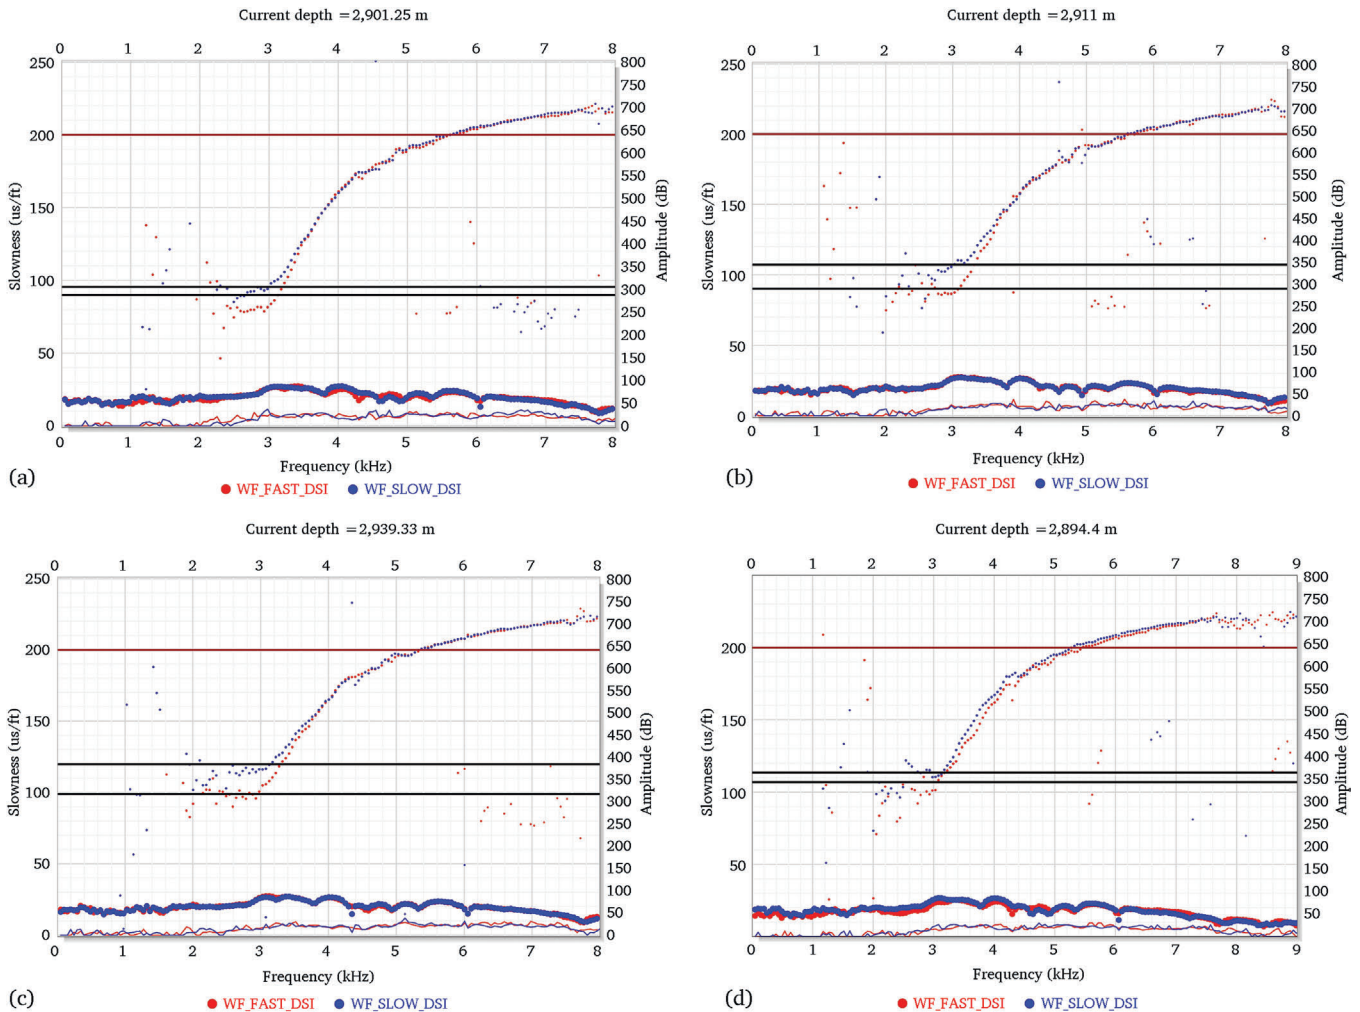 Current depth =2,901.25 m
0 1 2 3 4 5 6 7 8
250 200 150 100 50 0
Slowness (us/ft)
800 750 700 650 600 550 500 450 400 350 300 250 200 150 100 50 0
Amplitude (dB)
0 1 2 3 4 5 6 7 8
Frequency (kHz)
(a)
WF_FAST_DSI WF_SLOW_DSI
Current depth =2,911 m
0 1 2 3 4 5 6 7 8
250 200 150 100 50 0
Slowness (us/ft)
800 750 700 650 600 550 500 450 400 350 300 250 200 150 100 50 0
Amplitude (dB)
0 1 2 3 4 5 6 7 8
Frequency (kHz)
(b)
WF_FAST_DSI WF_SLOW_DSI
Current depth =2,939.33 m
0 1 2 3 4 5 6 7 8
250 200 150 100 50 0
Slowness (us/ft)
800 750 700 650 600 550 500 450 400 350 300 250 200 150 100 50 0
Amplitude (dB)
0 1 2 3 4 5 6 7 8
Frequency (kHz)
(c)
WF_FAST_DSI WF_SLOW_DSI
Current depth =2,894.4 m
0 1 2 3 4 5 6 7 8 9
200 150 100 50
Slowness (us/ft)
800 750 700 650 600 550 500 450 400 350 300 250 200 150 100 50
Amplitude (dB)
0 1 2 3 4 5 6 7 8 9
Frequency (kHz)
(d)
WF_FAST_DSI WF_SLOW_DSI